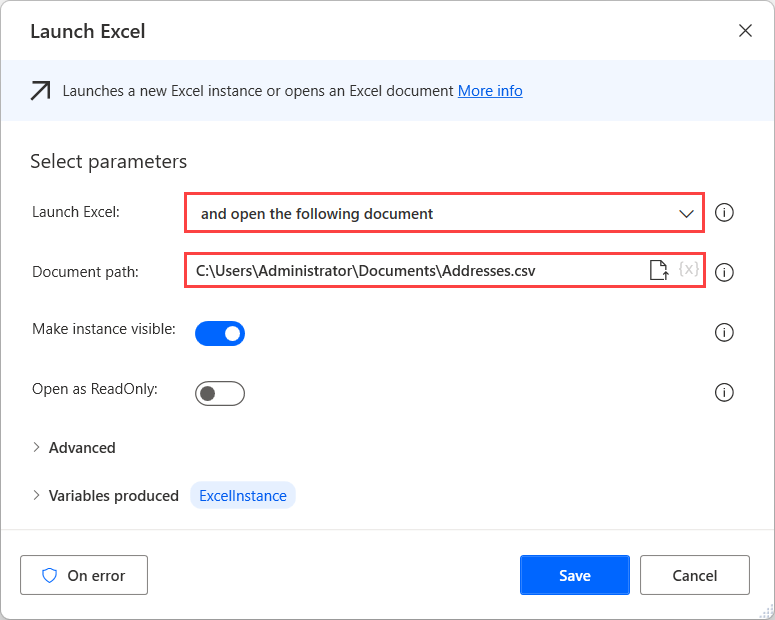 Launch Excel
Launches a new Excel instance or opens an Excel document More info
Select parameters
Launch Excel: and open the following document
Document path: C:\Users\Administrator\Documents\Addresses.csv {x}
Make instance visible:
Open as ReadOnly:
Advanced
Variables produced ExcelInstance
On error Save Cancel